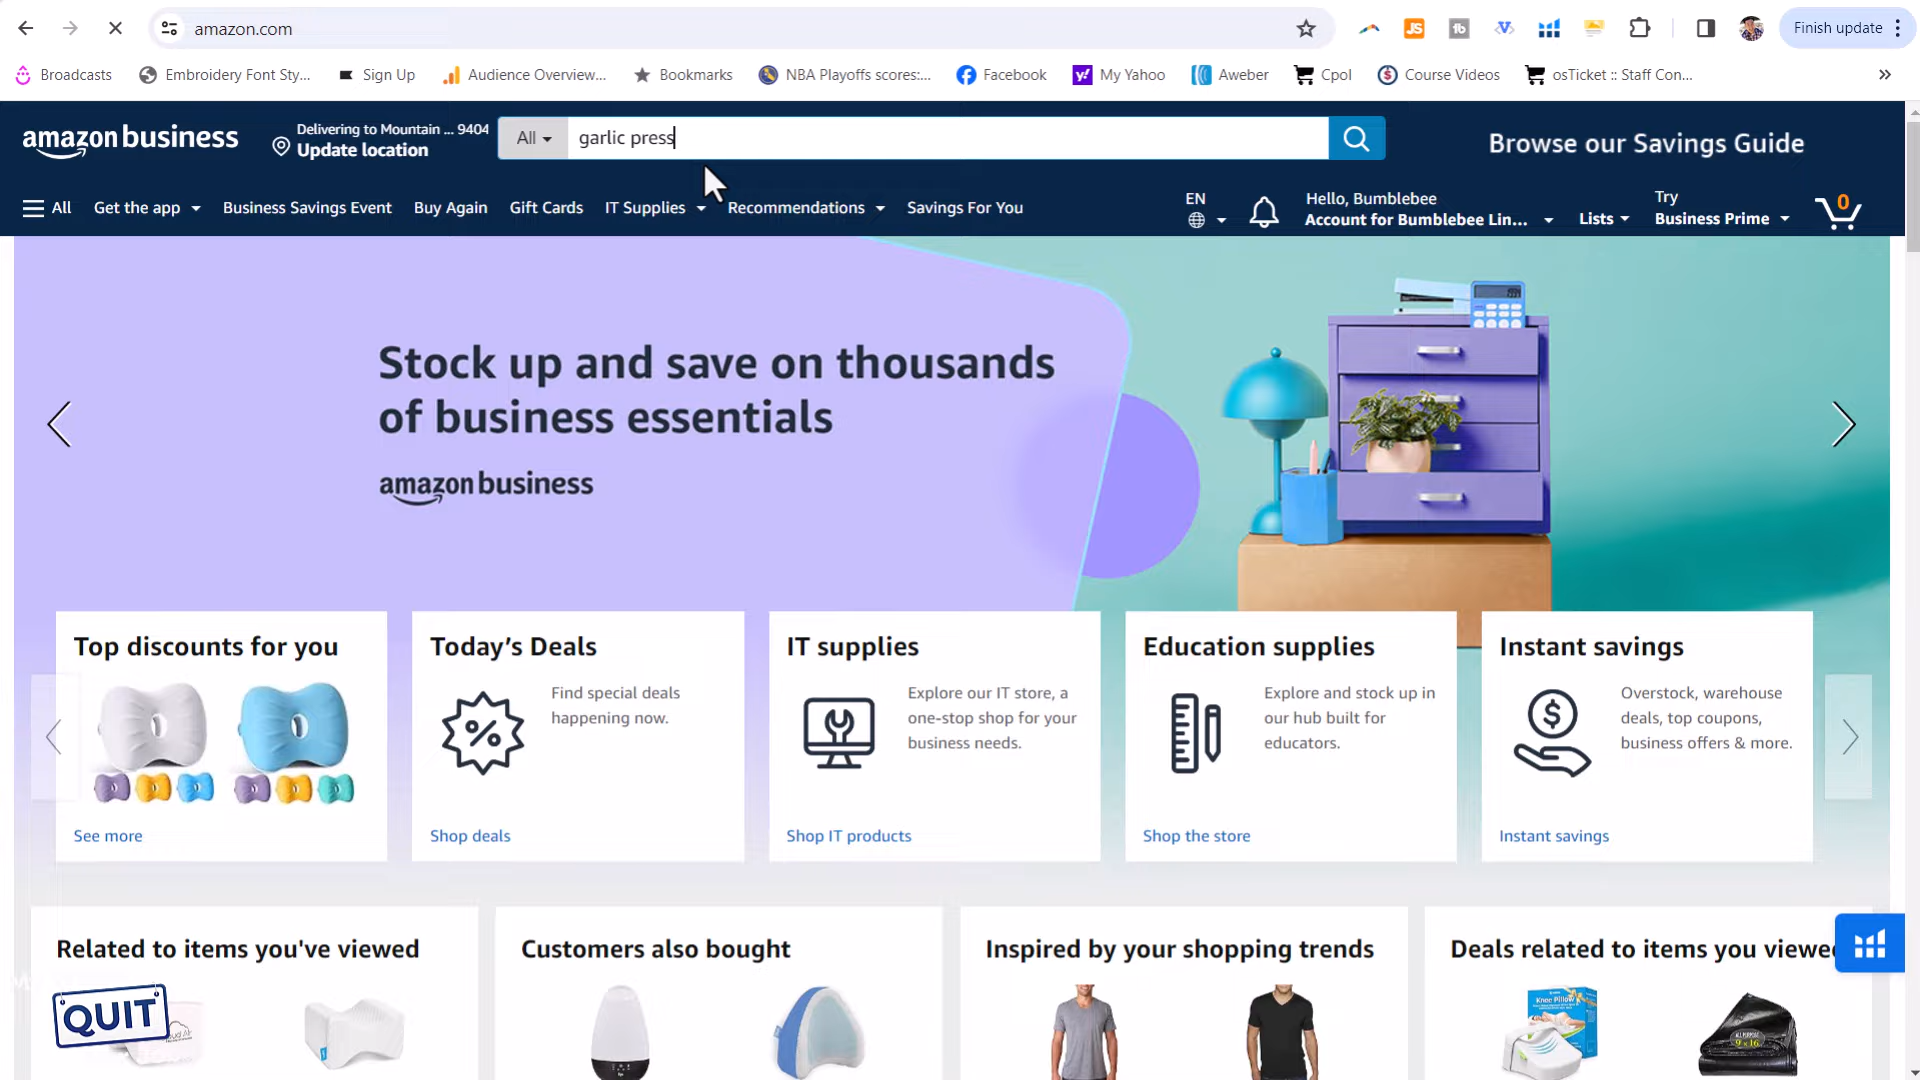 amazon.com
Finish update
Broadcasts
Embroidery Font Sty...
Sign Up
Audience Overview...
Bookmarks
NBA Playoffs scores:...
Facebook
My Yahoo
Aweber
Cpol
Course Videos
osTicket :: Staff Con...
amazon business
Delivering to Mountain ... 9404
Update location
All
garlic press
Browse our Savings Guide
All
Get the app
Business Savings Event
Buy Again
Gift Cards
IT Supplies
Recommendations
Savings For You
EN
Hello, Bumblebee
Account for Bumblebee Lin...
Lists
Try
Business Prime
0
Stock up and save on thousands
of business essentials
amazon business
Top discounts for you
See more
Today's Deals
Find special deals
happening now.
Shop deals
IT supplies
Explore our IT store, a
one-stop shop for your
business needs.
Shop IT products
Education supplies
Explore and stock up in
our hub built for
educators.
Shop the store
Instant savings
Overstock, warehouse
deals, top coupons,
business offers & more.
Instant savings
Related to items you've viewed
Customers also bought
Inspired by your shopping trends
Deals related to items you viewe
QUIT
Knee Pillow
9×16